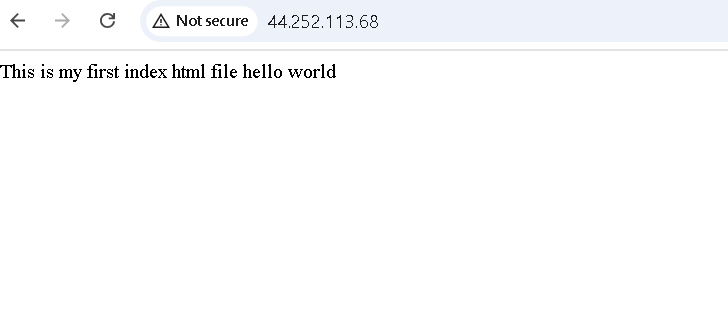 Not secure 44.252.113.68
This is my first index html file hello world